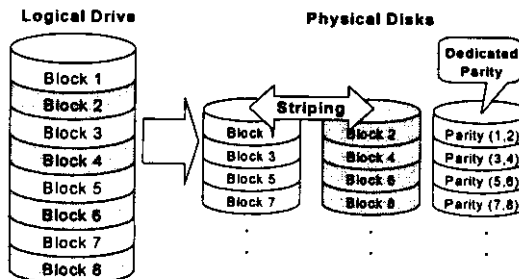 Logical Drive
Physical Disks
Dedicated
Parity
Block 1
Block 2
Block 3
Block 4
Block 5
Block 6
Block 7
Block 8
Striping
Block 1
Block 3
Block 5
Block 7
Block 2
Block 4
Block 6
Block 8
Parity (1,2)
Parity (3,4)
Parity (5,6)
Parity (7,8)